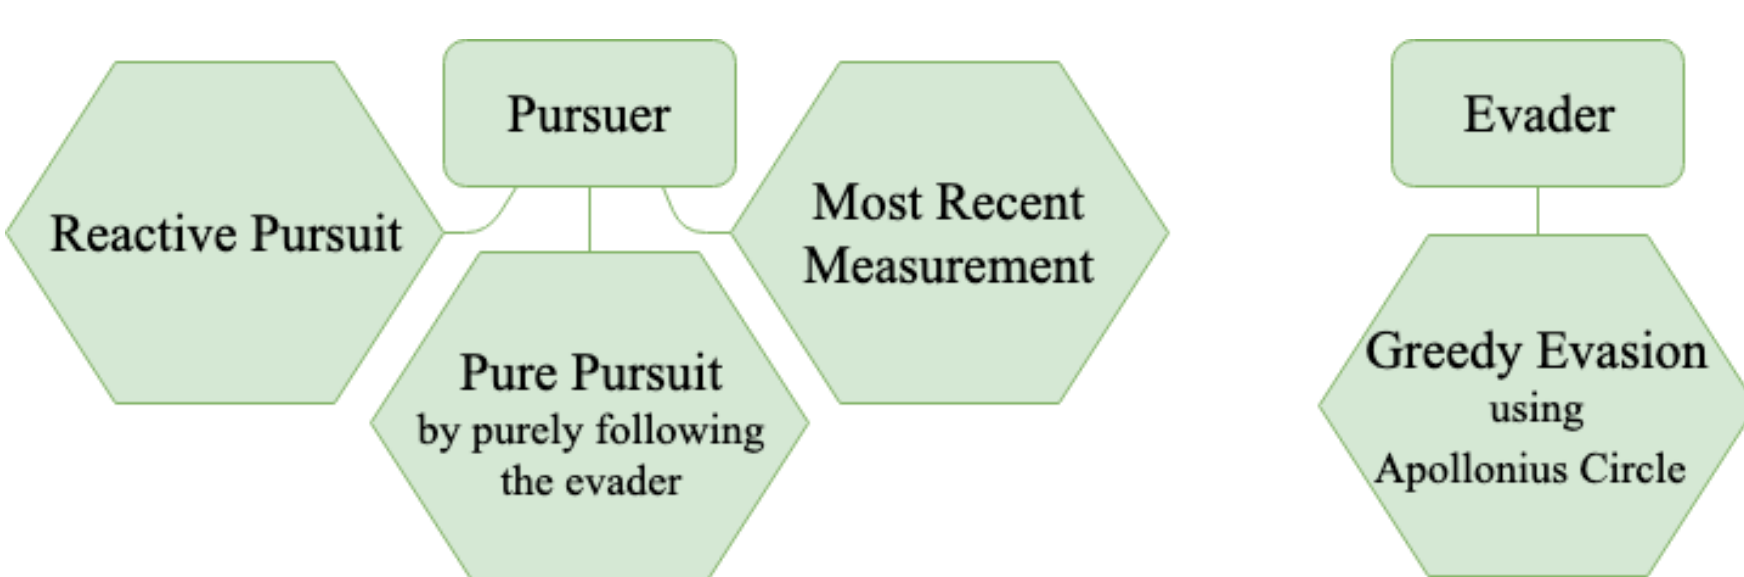 Pursuer
Reactive Pursuit
Pure Pursuit
by purely following
the evader
Most Recent
Measurement
Evader
Greedy Evasion
using
Apollonius Circle